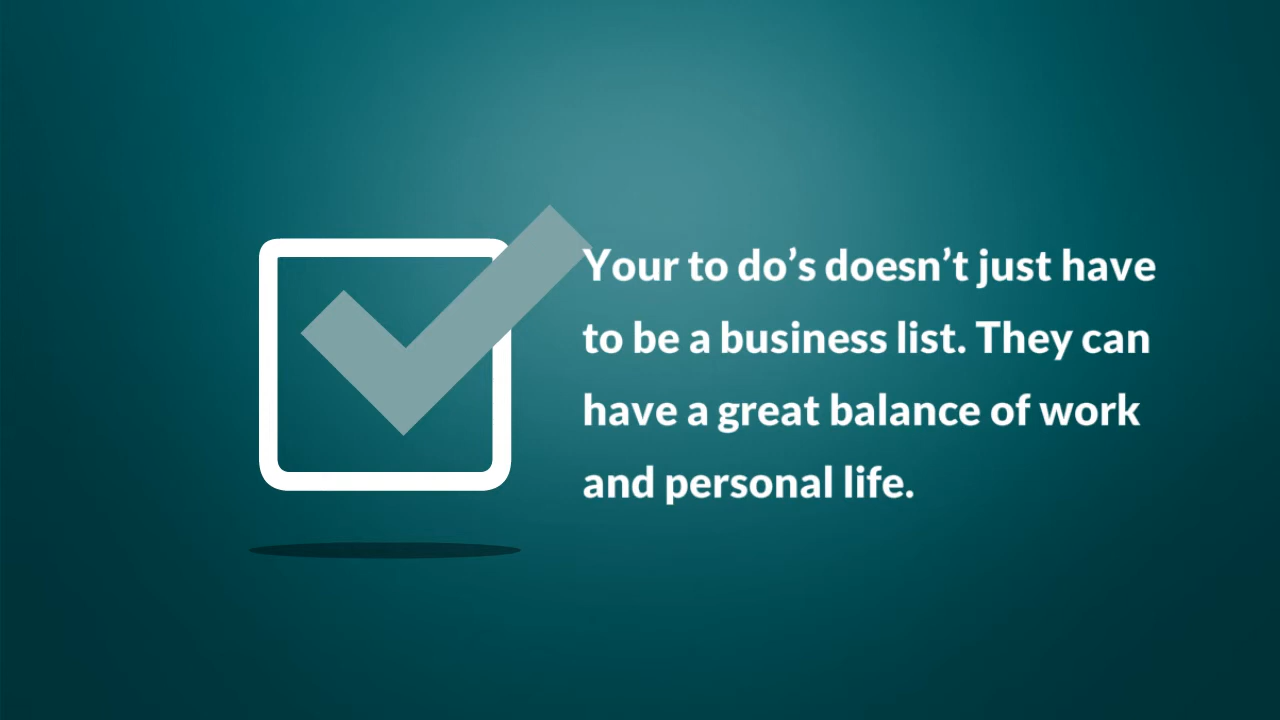 Your to do’s doesn’t just have
to be a business list. They can
have a great balance of work
and personal life.